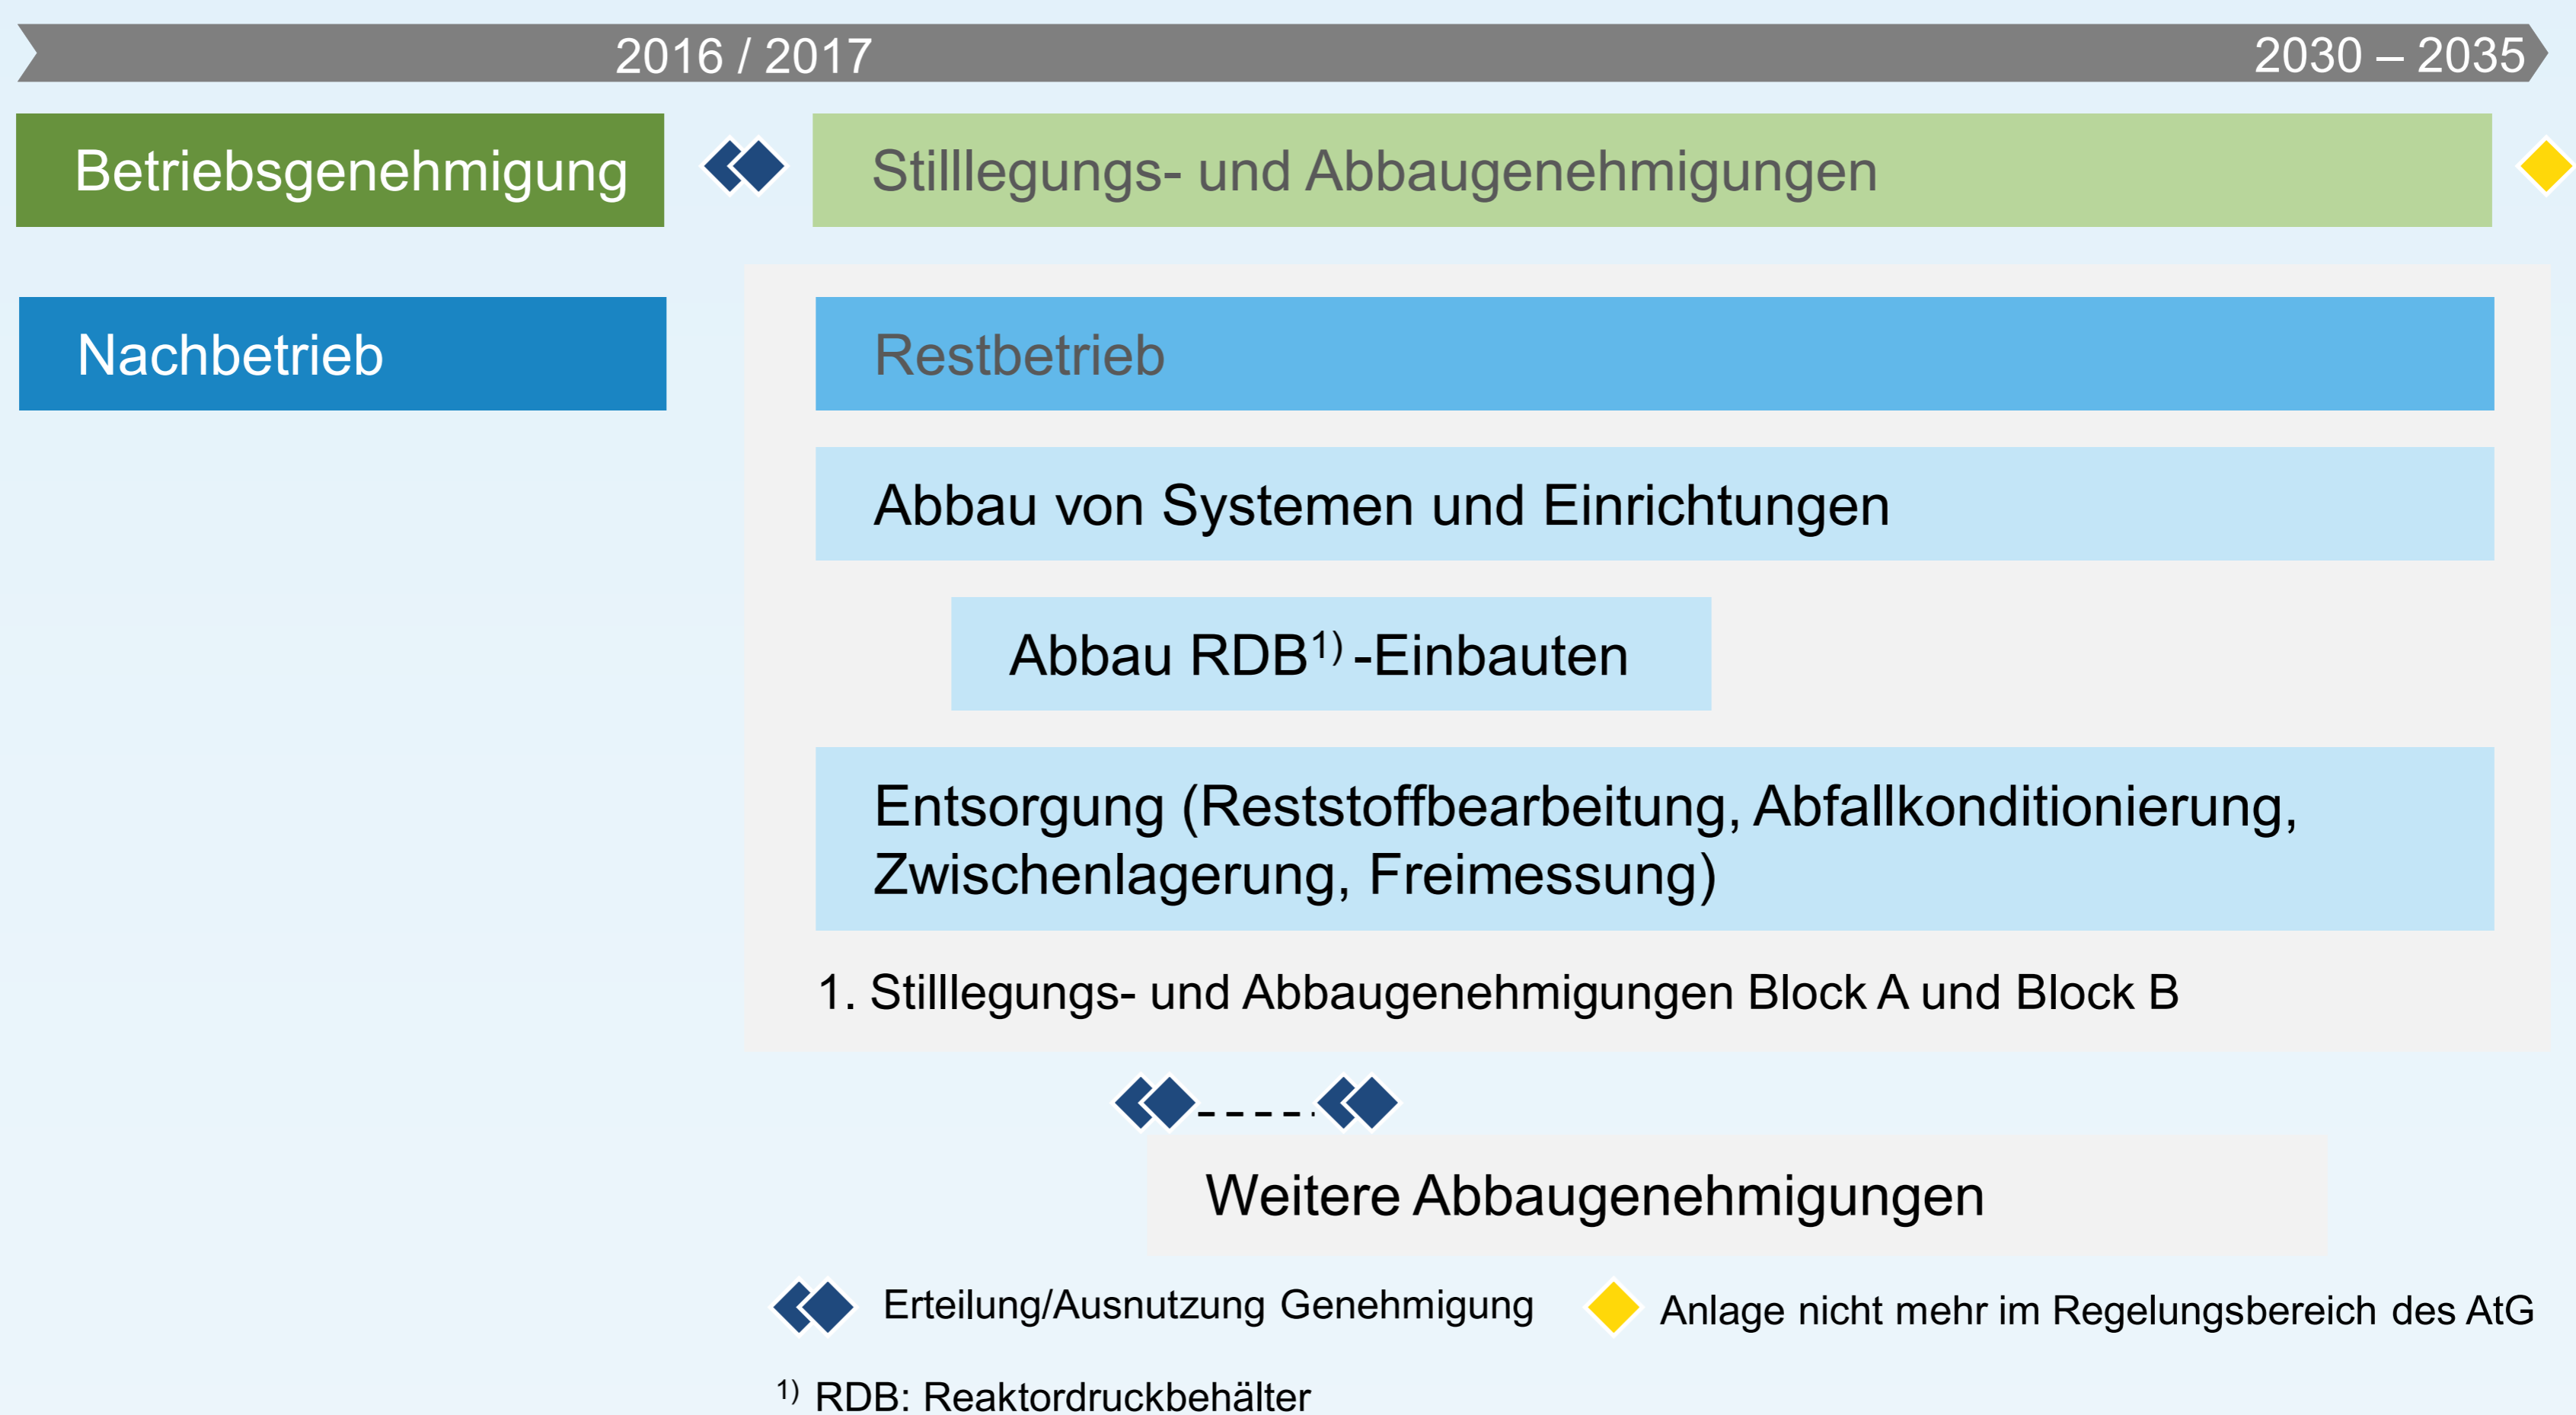 2016 / 2017
2030 – 2035
Betriebsgenehmigung
Stilllegungs- und Abbaugenehmigungen
Nachbetrieb
Restbetrieb
Abbau von Systemen und Einrichtungen
Abbau RDB¹⁾ -Einbauten
Entsorgung (Reststoffbearbeitung, Abfallkonditionierung,
Zwischenlagerung, Freimessung)
1. Stilllegungs- und Abbaugenehmigungen Block A und Block B
Weitere Abbaugenehmigungen
Erteilung/Ausnutzung Genehmigung
Anlage nicht mehr im Regelungsbereich des AtG
¹⁾ RDB: Reaktordruckbehälter